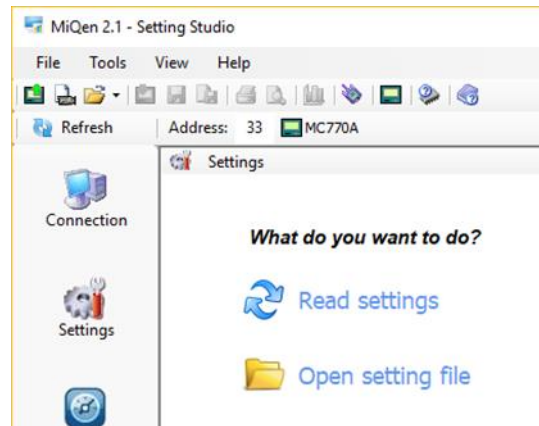 MiQen 2.1 - Setting Studio
File Tools View Help
Refresh Address: 33 MC770A
Settings
Connection
What do you want to do?
Read settings
Settings
Open setting file